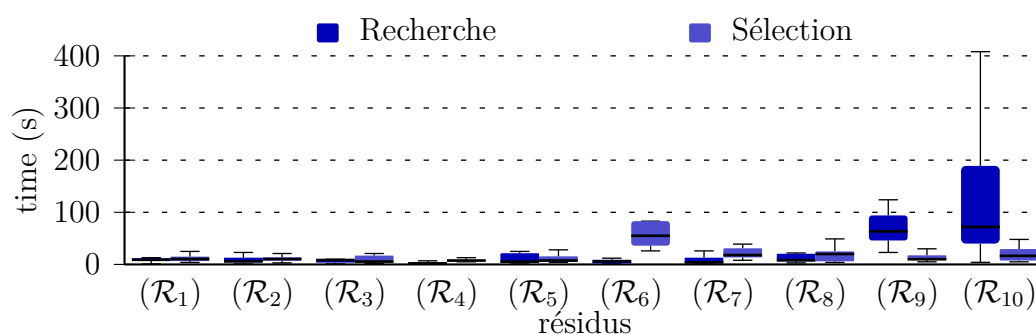 Recherche Sélection
400
300
200
100
0
time (s)
(ℛ₁) (ℛ₂) (ℛ₃) (ℛ₄) (ℛ₅) (ℛ₆) (ℛ₇) (ℛ₈) (ℛ₉) (ℛ₁₀)
résidus